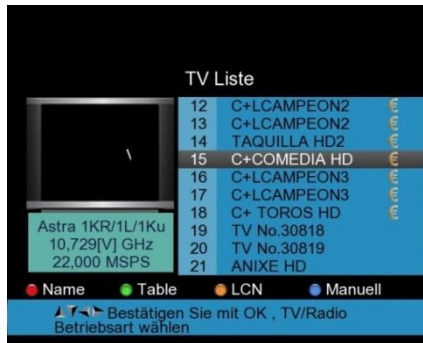 TV Liste
12 C+LCAMPEON2 €
13 C+LCAMPEON2 €
14 TAQUILLA HD2 €
15 C+COMEDIA HD €
16 C+LCAMPEON3 €
17 C+LCAMPEON3 €
18 C+ TOROS HD €
19 TV No.30818
20 TV No.30819
21 ANIXE HD
Astra 1KR/1L/1Ku
10,729[V] GHz
22,000 MSPS
Name Table LCN Manuell
Bestätigen Sie mit OK , TV/Radio
Betriebsart wählen